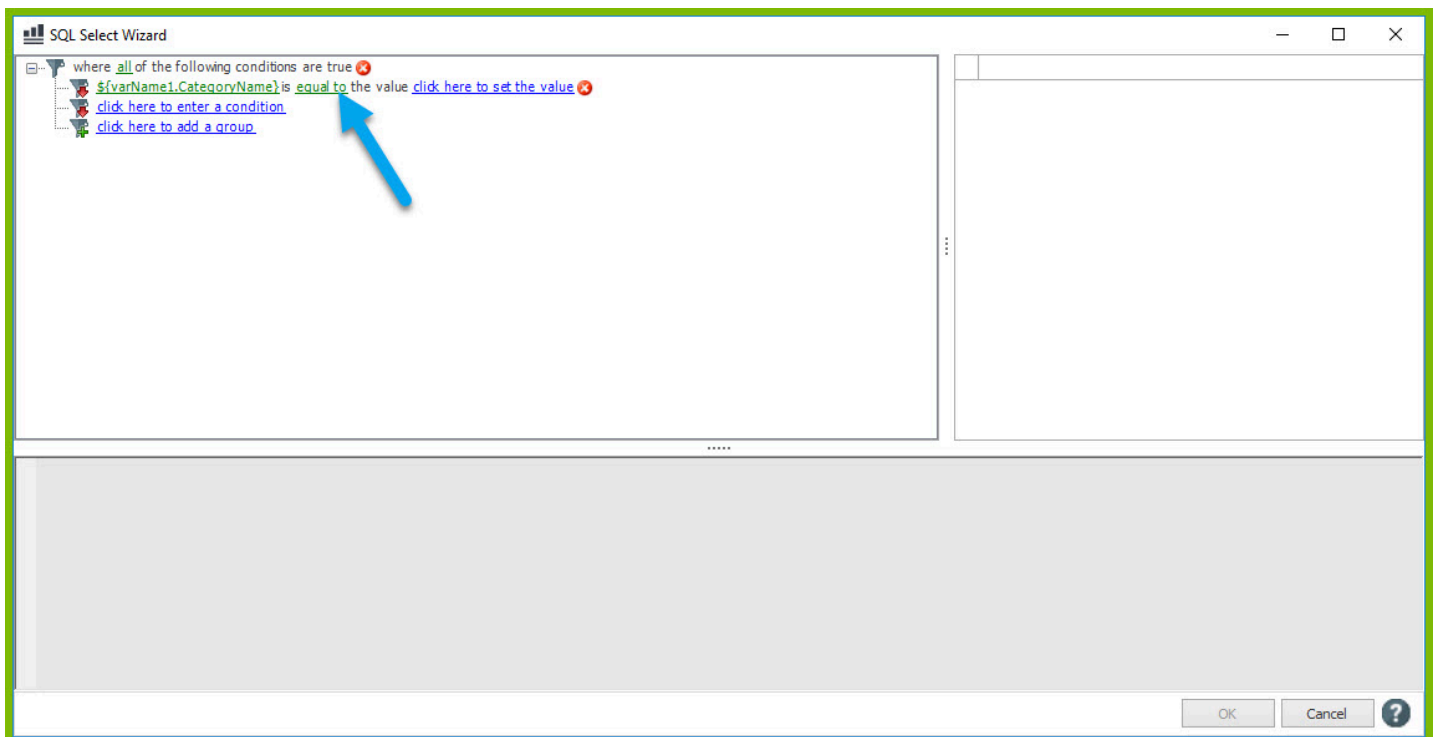 SQL Select Wizard
where all of the following conditions are true
${varName1.CategoryName} is equal to the value click here to set the value
click here to enter a condition
click here to add a group
OK Cancel ?